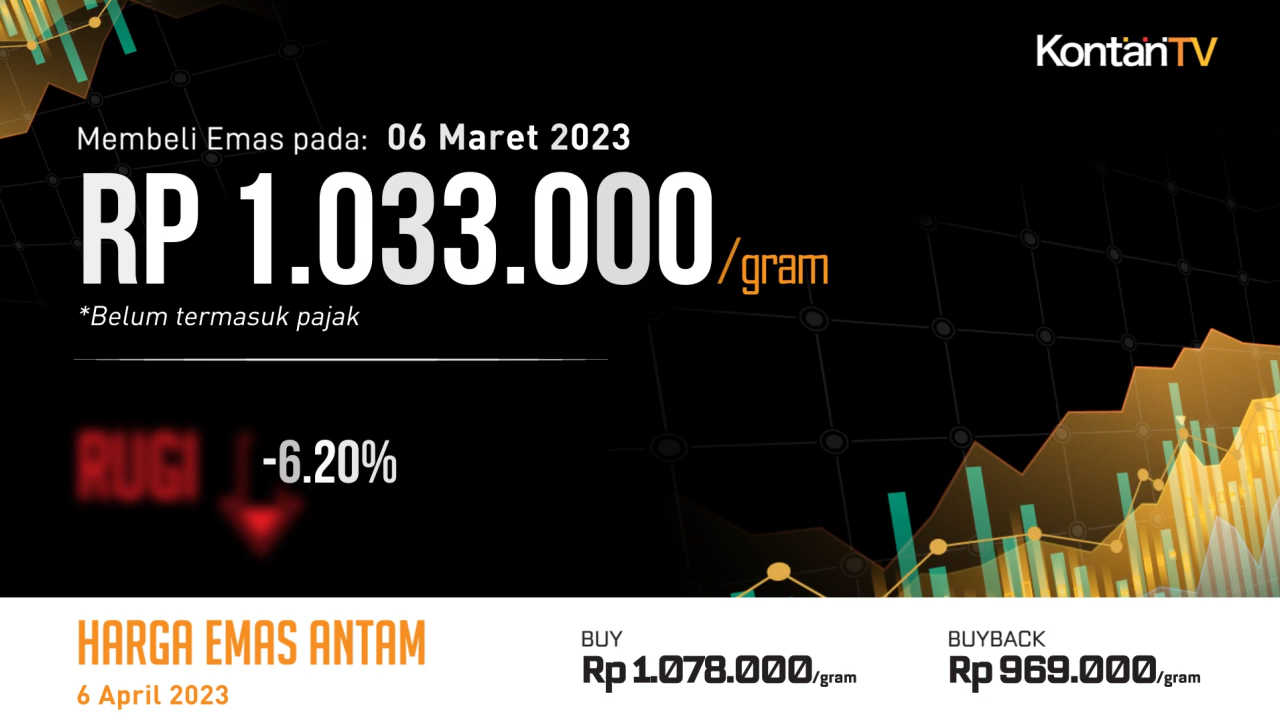 KontanTV
Membeli Emas pada: 06 Maret 2023
RP 1.033.000/gram
*Belum termasuk pajak
RUGI -6.20%
HARGA EMAS ANTAM
6 April 2023
BUY
Rp 1.078.000/gram
BUYBACK
Rp 969.000/gram